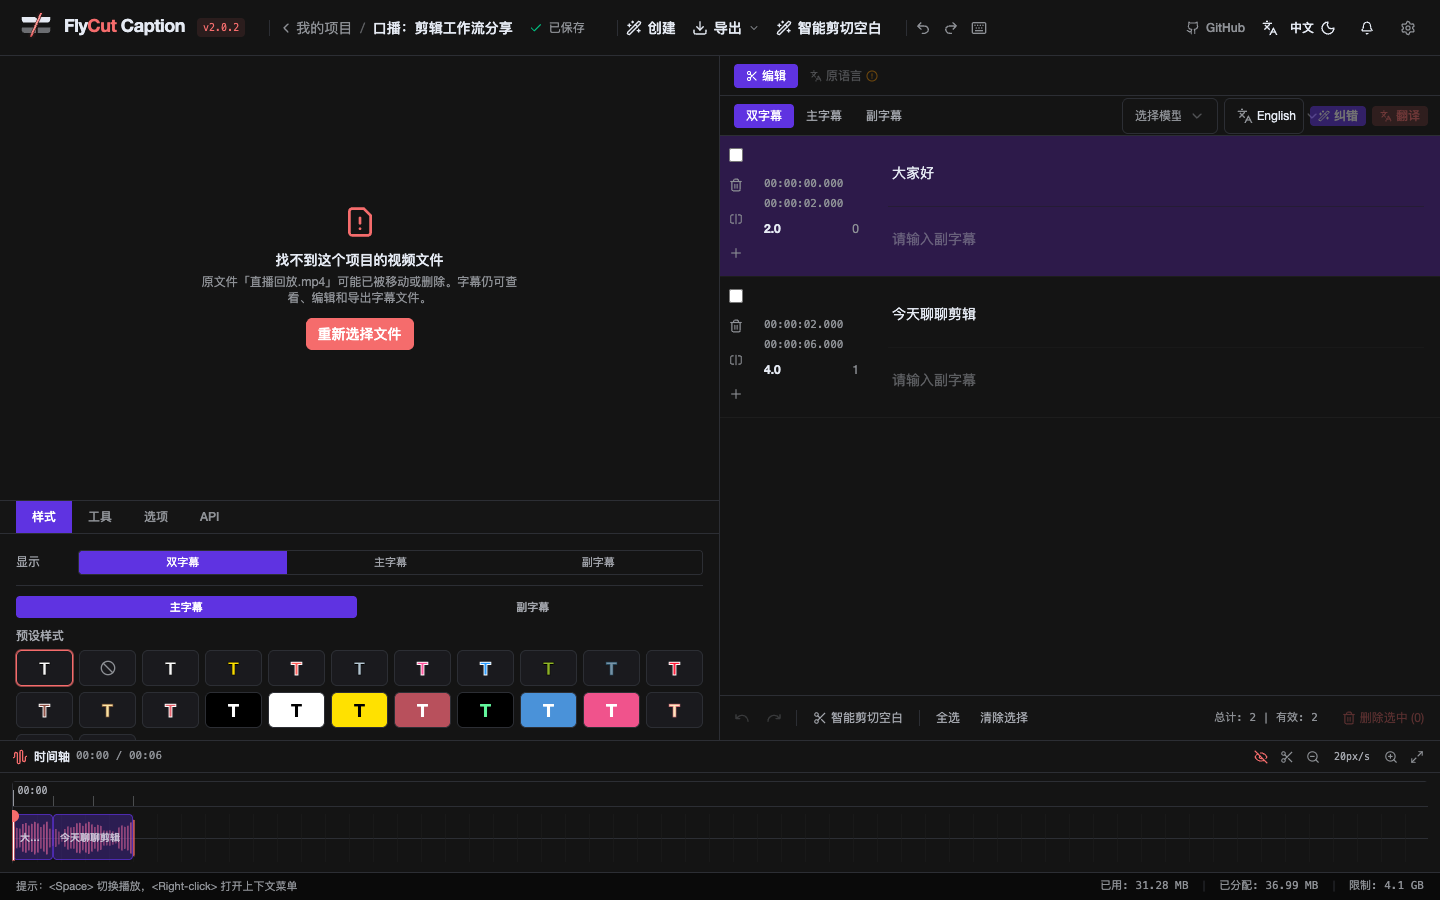 FlyCut Caption v2.0.2 我的项目 / 口播：剪辑工作流分享 已保存 创建 导出 智能剪切空白 GitHub 中文
编辑 原语言
双字幕 主字幕 副字幕 选择模型 English 纠错 翻译
找不到这个项目的视频文件
原文件「直播回放.mp4」可能已被移动或删除。字幕仍可查
看、编辑和导出字幕文件。
重新选择文件
大家好
00:00:00.000
00:00:02.000
2.0 0
请输入副字幕
今天聊聊剪辑
00:00:02.000
00:00:06.000
4.0 1
请输入副字幕
样式 工具 选项 API
显示 双字幕 主字幕 副字幕
主字幕 副字幕
预设样式
T T T T T T T T T T
T T T T T T T T T T T
智能剪切空白 全选 清除选择 总计: 2 | 有效: 2 删除选中 (0)
时间轴 00:00 / 00:06 20px/s
00:00
大... 今天聊聊剪辑
提示: <Space> 切换播放, <Right-click> 打开上下文菜单 已用: 31.28 MB 已分配: 36.99 MB 限制: 4.1 GB